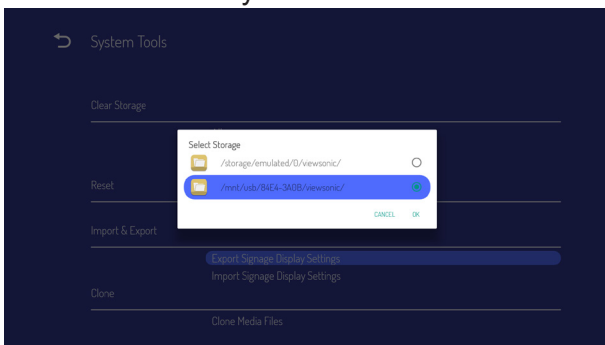 System Tools
Clear Storage
Select Storage
/storage/emulated/0/viewsonic/
/mnt/usb/84E4-3A0B/viewsonic/
CANCEL OK
Reset
Import & Export
Export Signage Display Settings
Import Signage Display Settings
Clone
Clone Media Files